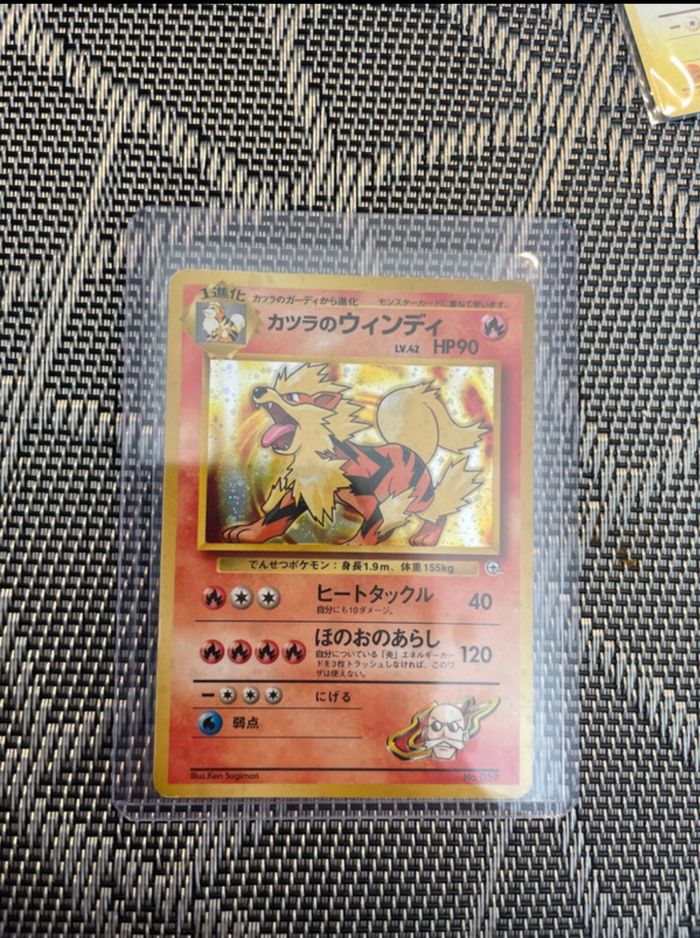 1進化
カツラのガーディから進化
モンスターカードに重ねて使います。
カツラのウィンディ
LV.42 HP90
でんせつポケモン：身長1.9m、体重155kg
ヒートタックル 40
自分にも10ダメージ。
ほのおのあらし 120
自分についている「炎」エネルギーカー
ドを3枚トラッシュしなければ、このワ
ザは使えない。
ー にげる
弱点
Illus.Ken Sugimori
No. 059